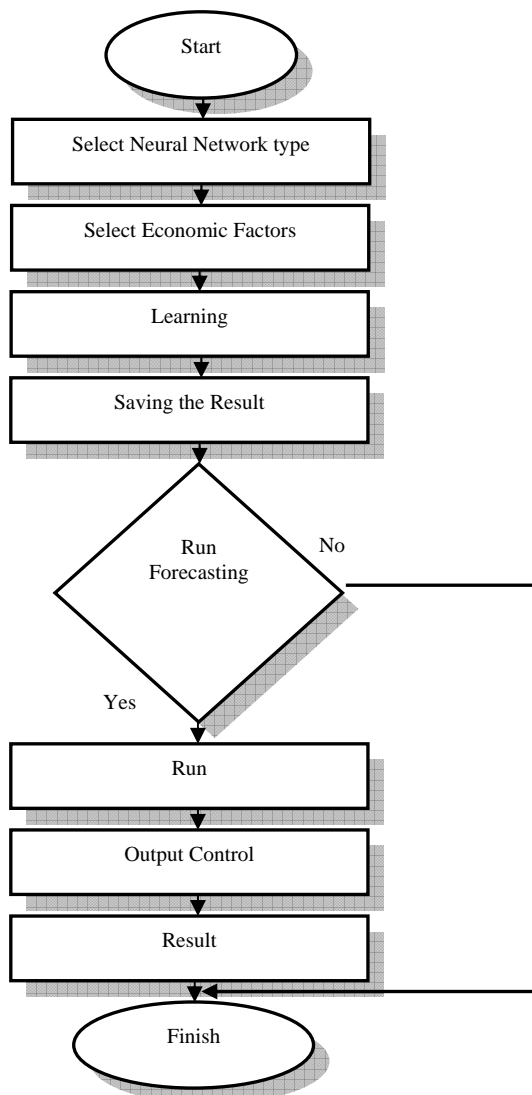 Start
Select Neural Network type
Select Economic Factors
Learning
Saving the Result
Run
Forecasting
No
Yes
Run
Output Control
Result
Finish